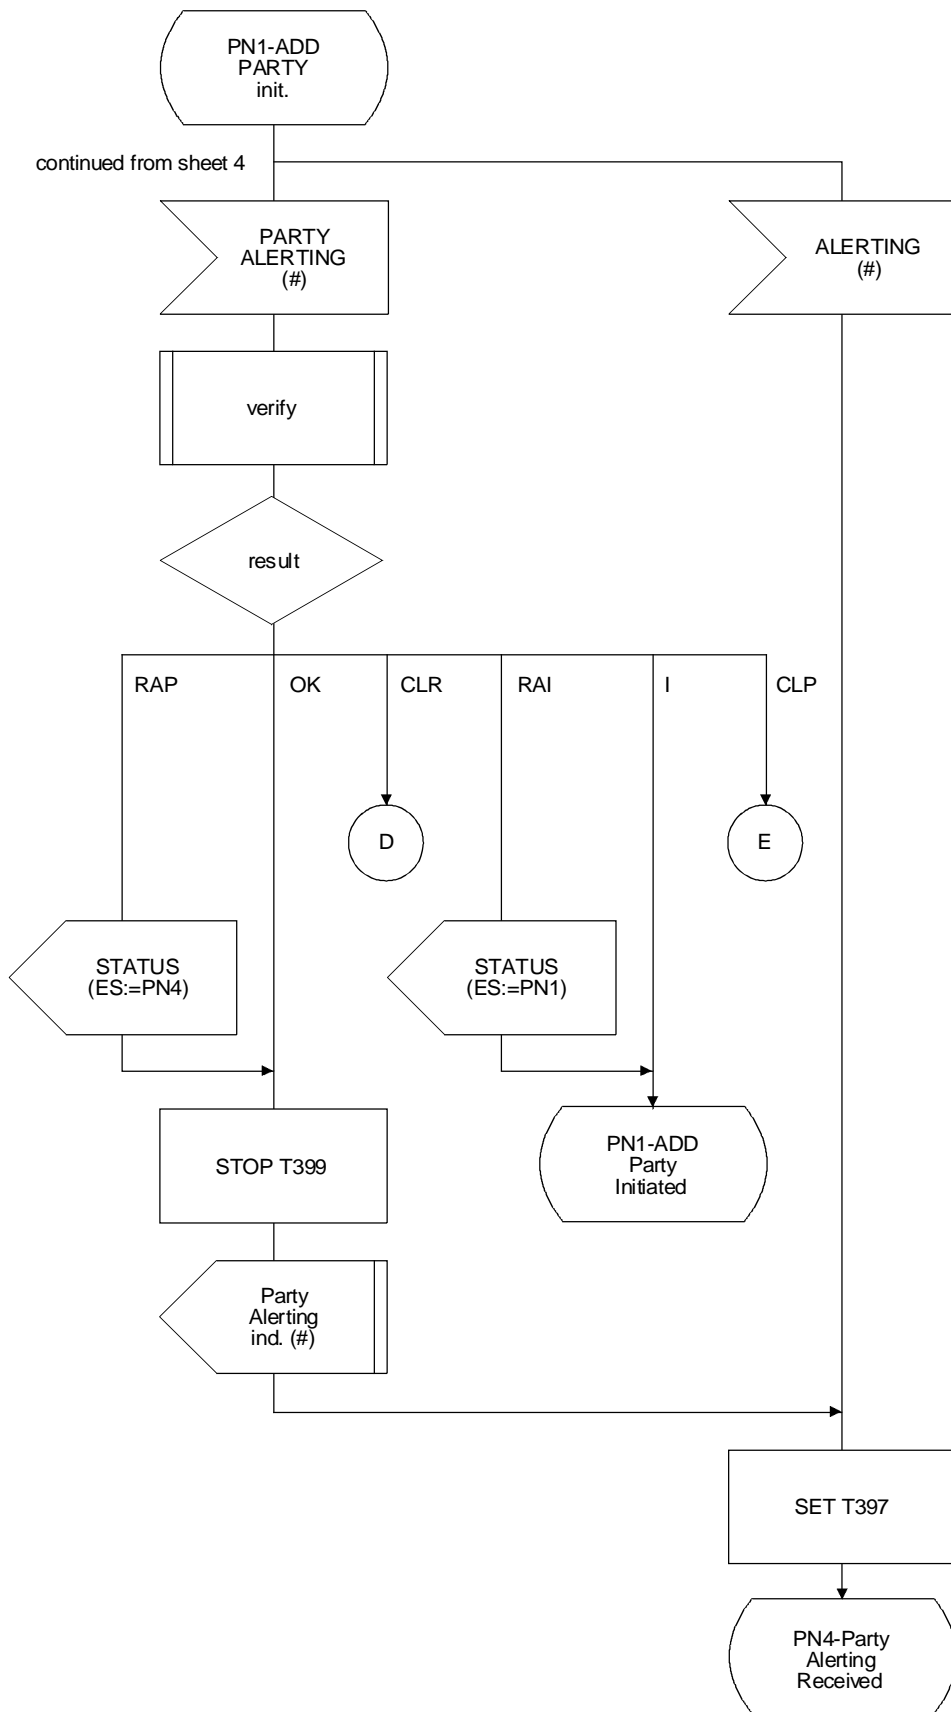 PN1-ADD
PARTY
init.
continued from sheet 4
PARTY
ALERTING
(#)
ALERTING
(#)
verify
result
RAP
OK
CLR
RAI
I
CLP
D
E
STATUS
(ES:=PN4)
STATUS
(ES:=PN1)
STOP T399
PN1-ADD
Party
Initiated
Party
Alerting
ind. (#)
SET T397
PN4-Party
Alerting
Received